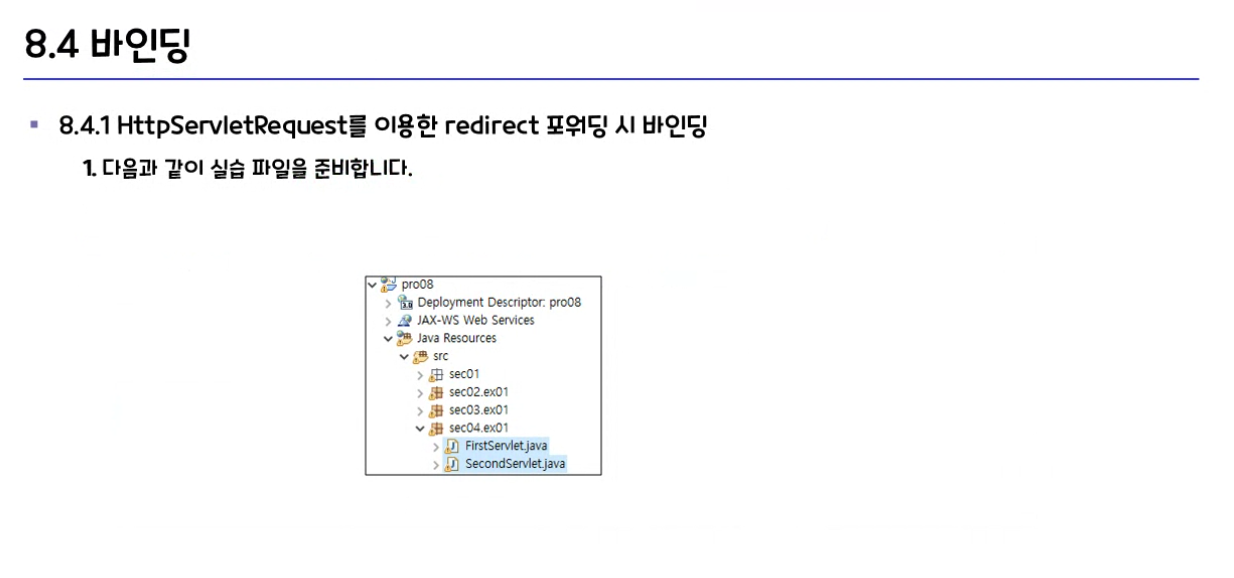 8.4 바인딩
8.4.1 HttpServletRequest를 이용한 redirect 포워딩 시 바인딩
1. 다음과 같이 실습 파일을 준비합니다.
pro08
Deployment Descriptor: pro08
JAX-WS Web Services
Java Resources
src
sec01
sec02.ex01
sec03.ex01
sec04.ex01
FirstServlet.java
SecondServlet.java